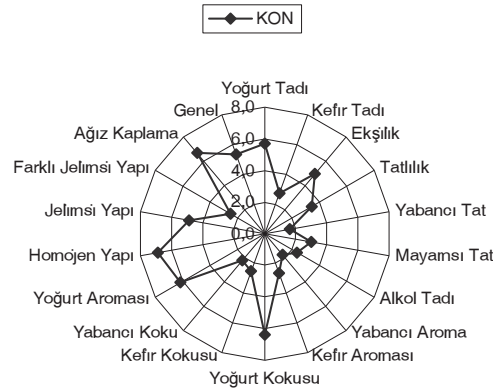 KON
Yoğurt Tadı
Kefir Tadı
Ekşilik
Tatlılık
Yabancı Tat
Mayamsı Tat
Alkol Tadı
Yabancı Aroma
Kefir Aroması
Yoğurt Kokusu
Kefir Kokusu
Yabancı Koku
Yoğurt Aroması
Homojen Yapı
Jelimsi Yapı
Farklı Jelimsi Yapı
Ağız Kaplama
Genel
8,0
6,0
4,0
2,0
0,0